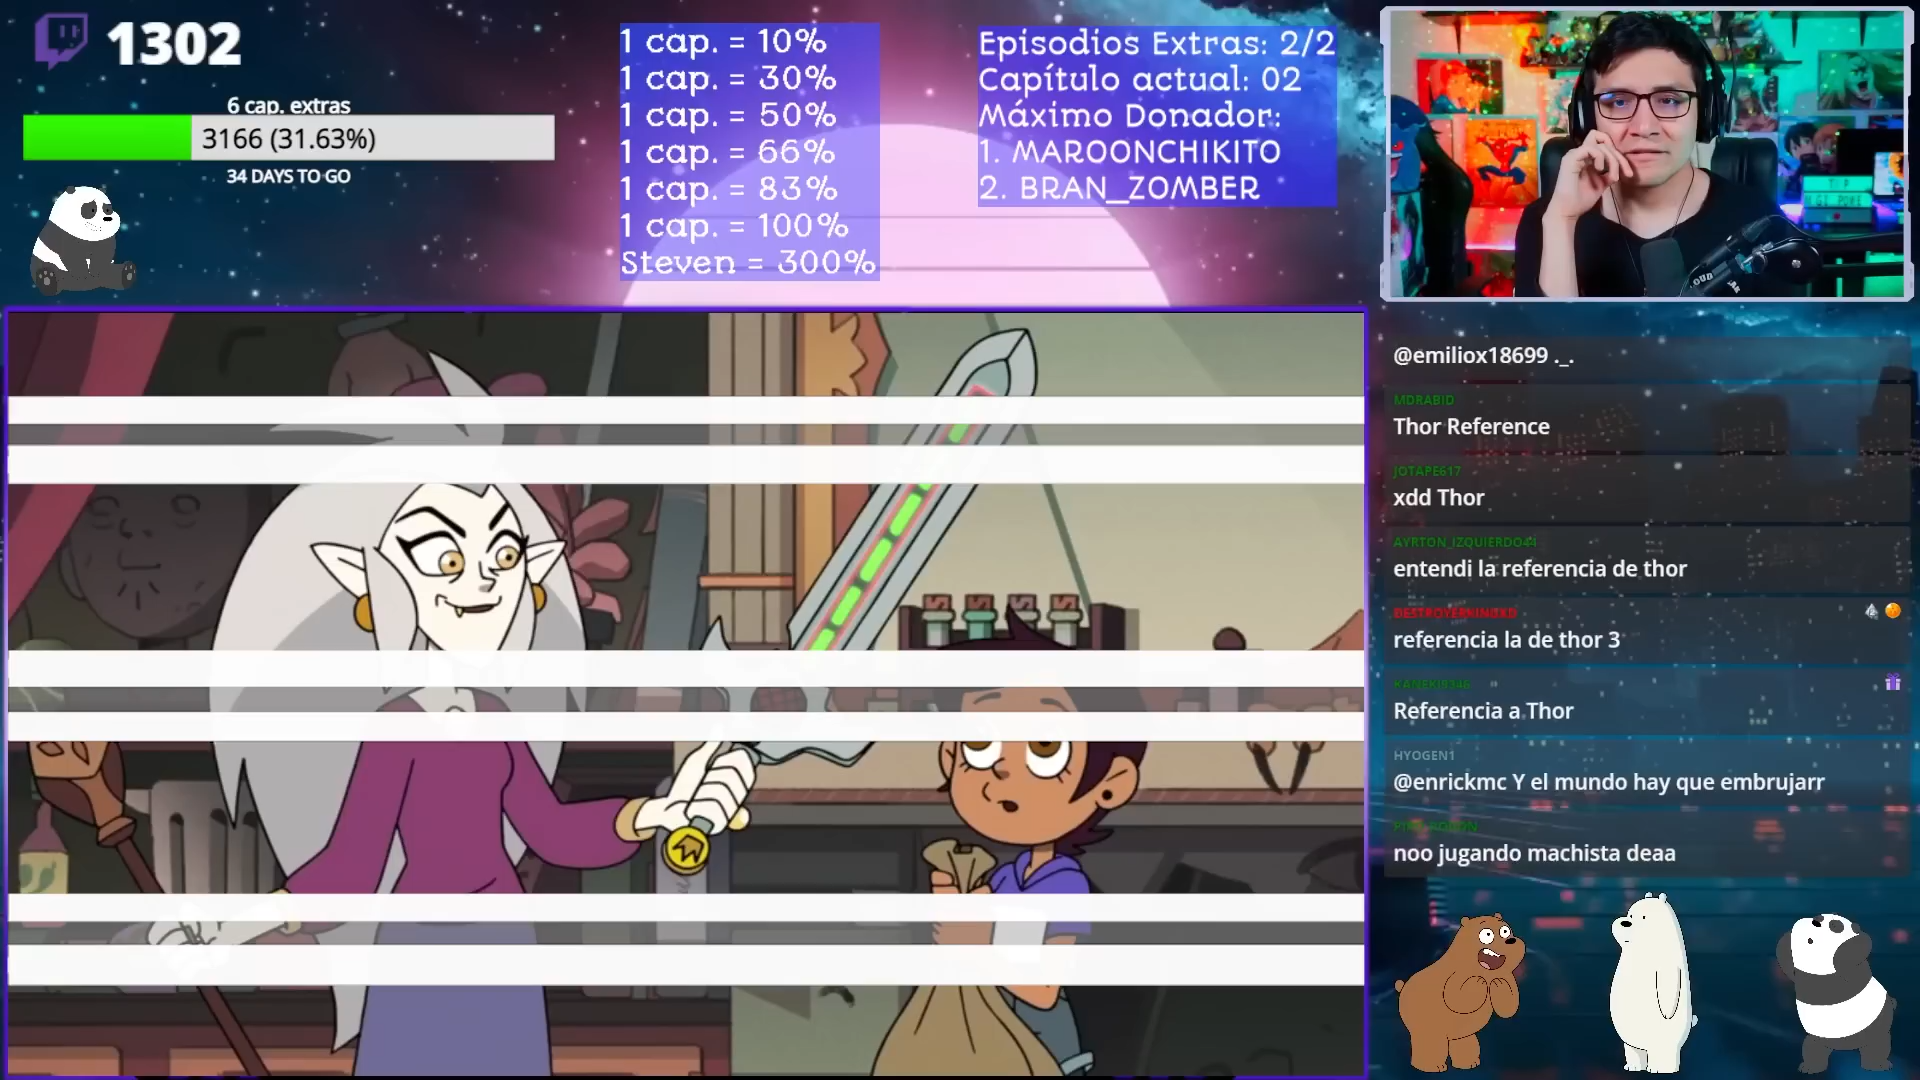 1302
6 cap. extras
3166 (31.63%)
34 DAYS TO GO
1 cap. = 10%
1 cap. = 30%
1 cap. = 50%
1 cap. = 66%
1 cap. = 83%
1 cap. = 100%
Steven = 300%
Episodios Extras: 2/2
Capítulo actual: 02
Máximo Donador:
1. MAROONCHIKITO
2. BRAN_ZOMBER
@emiliox18699 ._.
MDRABID
Thor Reference
JOTAPE617
xdd Thor
AYRTON_IZQUIERDO44
entendi la referencia de thor
DESTROYERKINGXD
referencia la de thor 3
KANEKI9346
Referencia a Thor
HYOGEN1
@enrickmc Y el mundo hay que embrujarr
noo jugando machista deaa